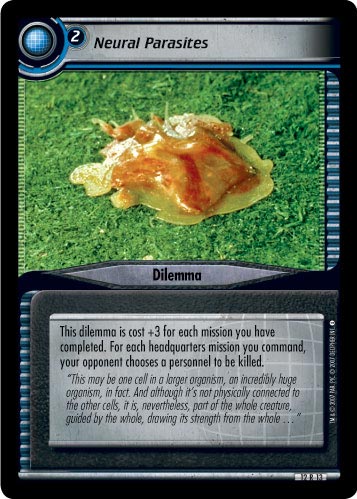 2
Neural Parasites
Dilemma
This dilemma is cost +3 for each mission you have
completed. For each headquarters mission you command,
your opponent chooses a personnel to be killed.
"This may be one cell in a larger organism, an incredibly huge
organism, in fact. And although it's not physically connected to
the other cells, it is, nevertheless, part of the whole creature,
guided by the whole, drawing its strength from the whole ..."
12 R 13